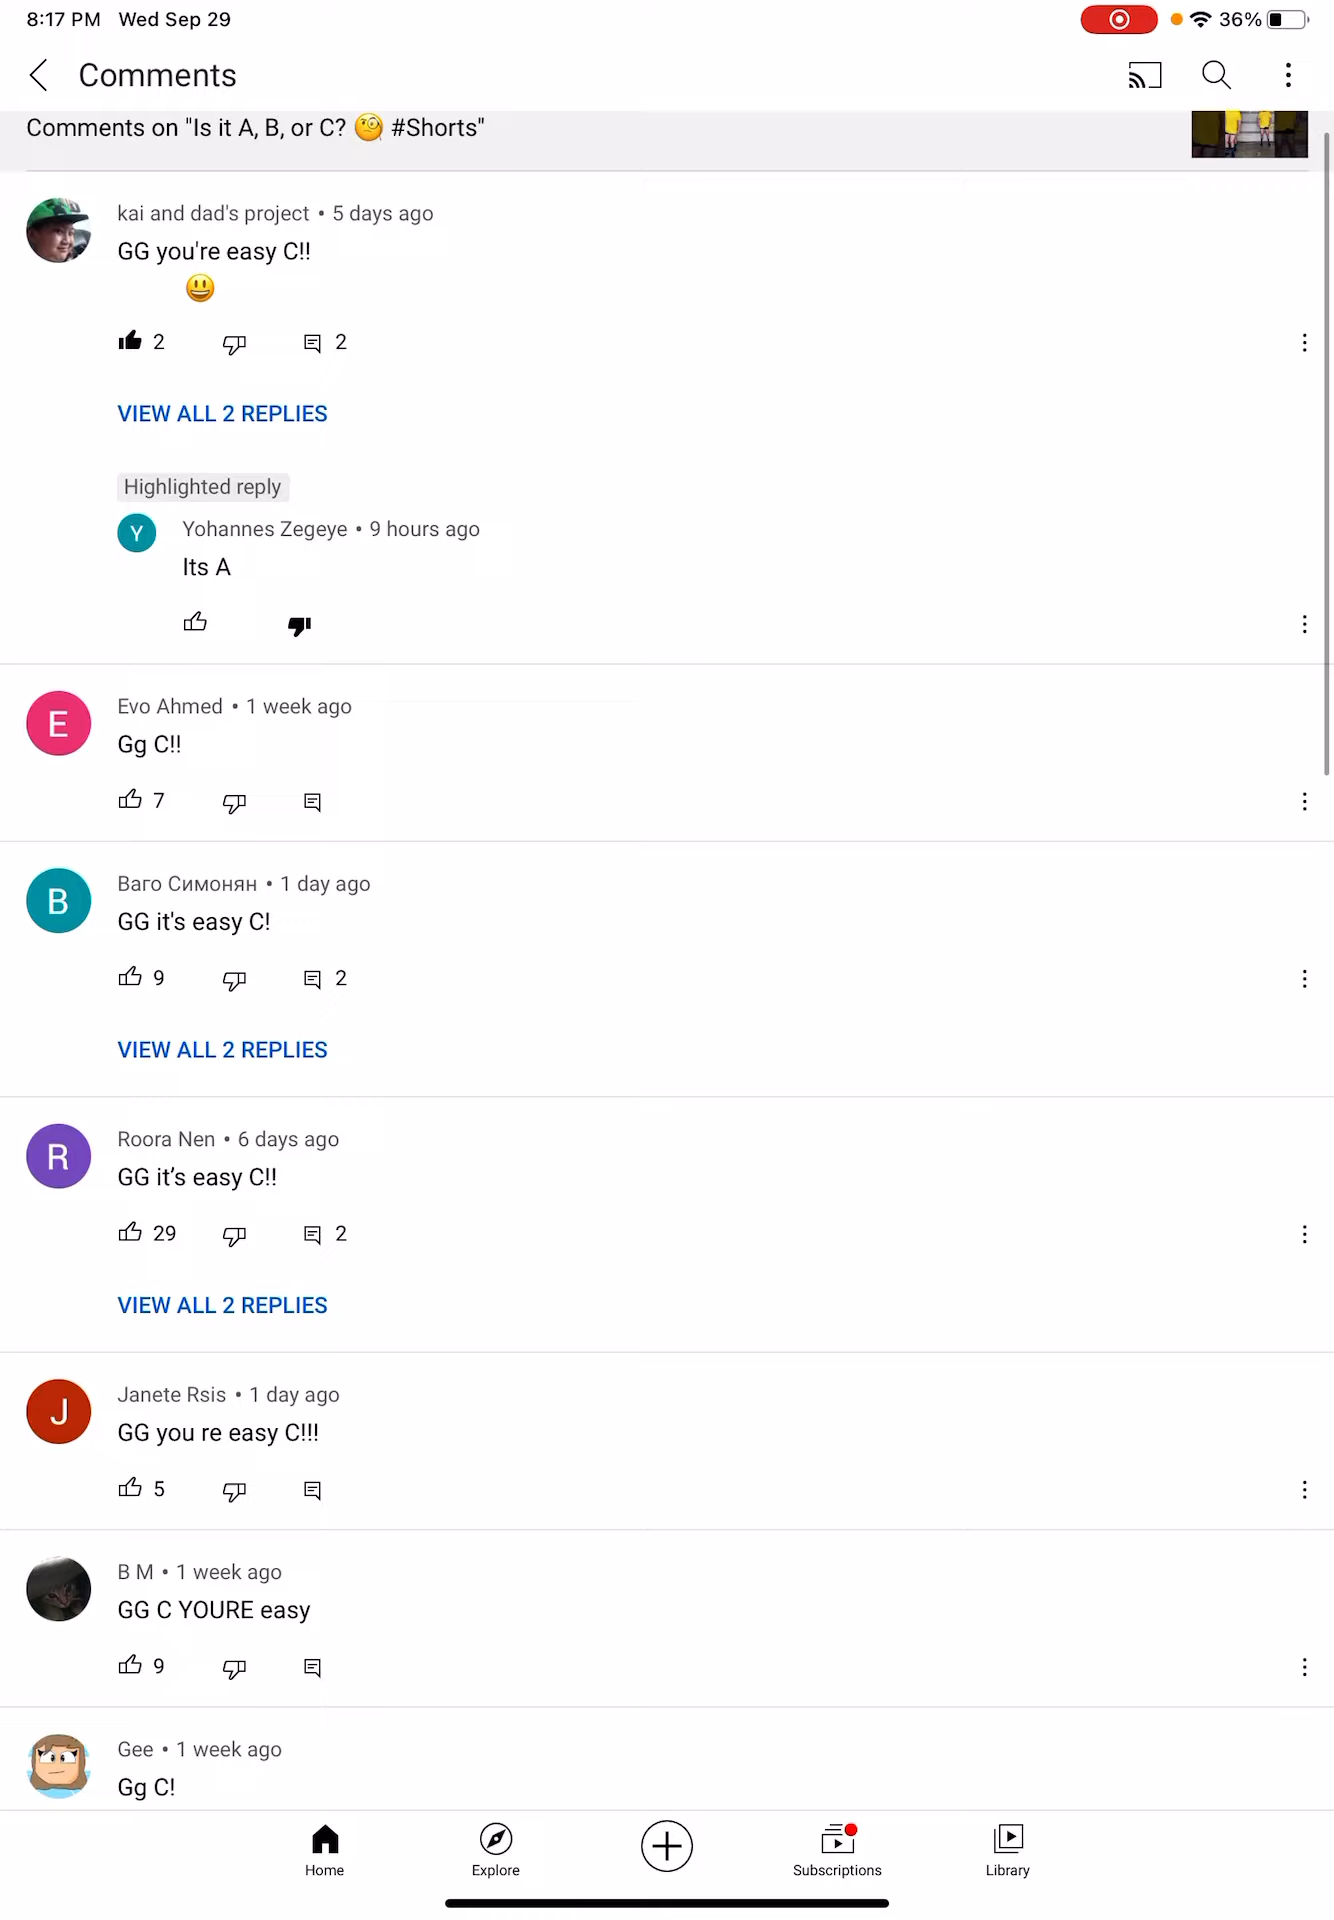 8:17 PM Wed Sep 29
36%
Comments
Comments on "Is it A, B, or C? 🧐 #Shorts"
kai and dad's project • 5 days ago
GG you're easy C!!
😃
2 2
VIEW ALL 2 REPLIES
Highlighted reply
Y
Yohannes Zegeye • 9 hours ago
Its A
E
Evo Ahmed • 1 week ago
Gg C!!
7
В
Ваго Симонян • 1 day ago
GG it's easy C!
9 2
VIEW ALL 2 REPLIES
R
Roora Nen • 6 days ago
GG it’s easy C!!
29 2
VIEW ALL 2 REPLIES
J
Janete Rsis • 1 day ago
GG you re easy C!!!
5
B M • 1 week ago
GG C YOURE easy
9
Gee • 1 week ago
Gg C!
Home Explore Subscriptions Library